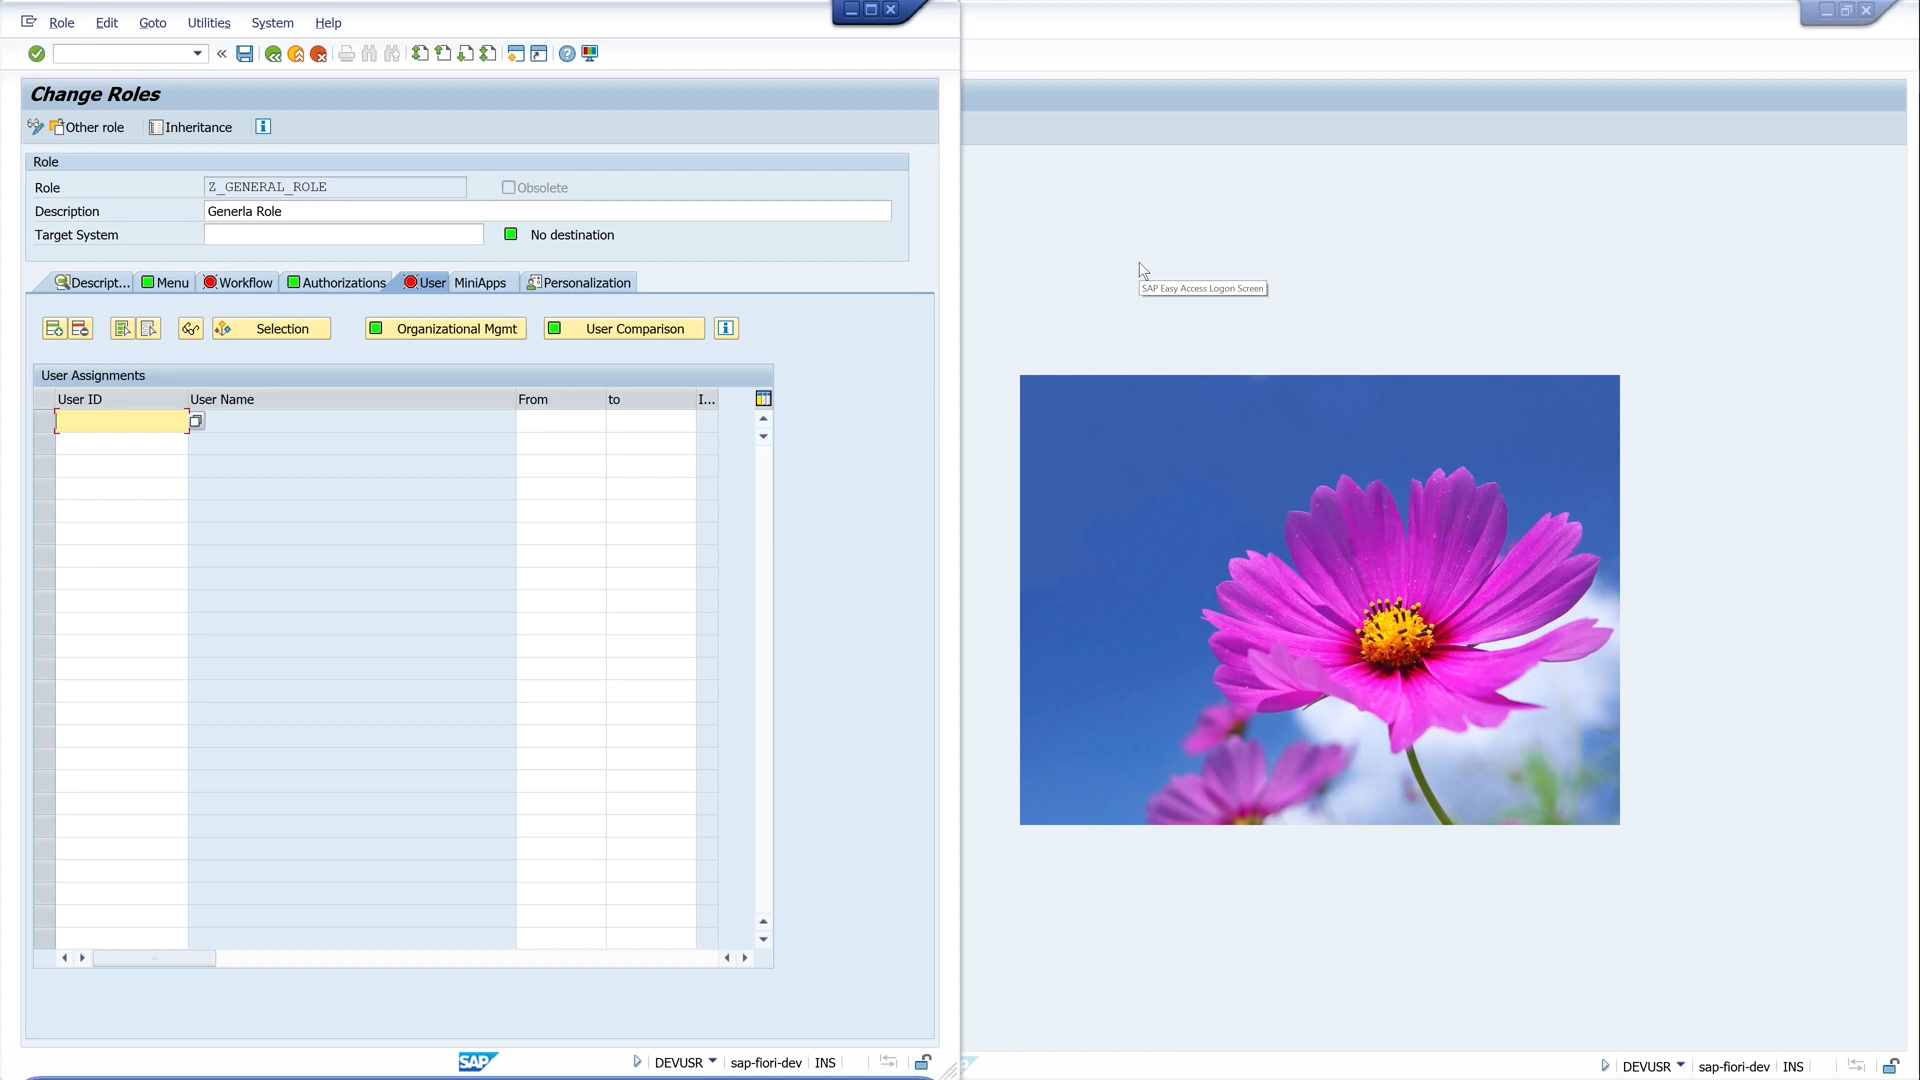 Role Edit Goto Utilities System Help
Change Roles
Other role Inheritance
Role
Role Z_GENERAL_ROLE Obsolete
Description Generla Role
Target System No destination
Descript... Menu Workflow Authorizations User MiniApps Personalization
Selection Organizational Mgmt User Comparison
User Assignments
User ID User Name From to I...
SAP Easy Access Logon Screen
SAP DEVUSR sap-fiori-dev INS
DEVUSR sap-fiori-dev INS